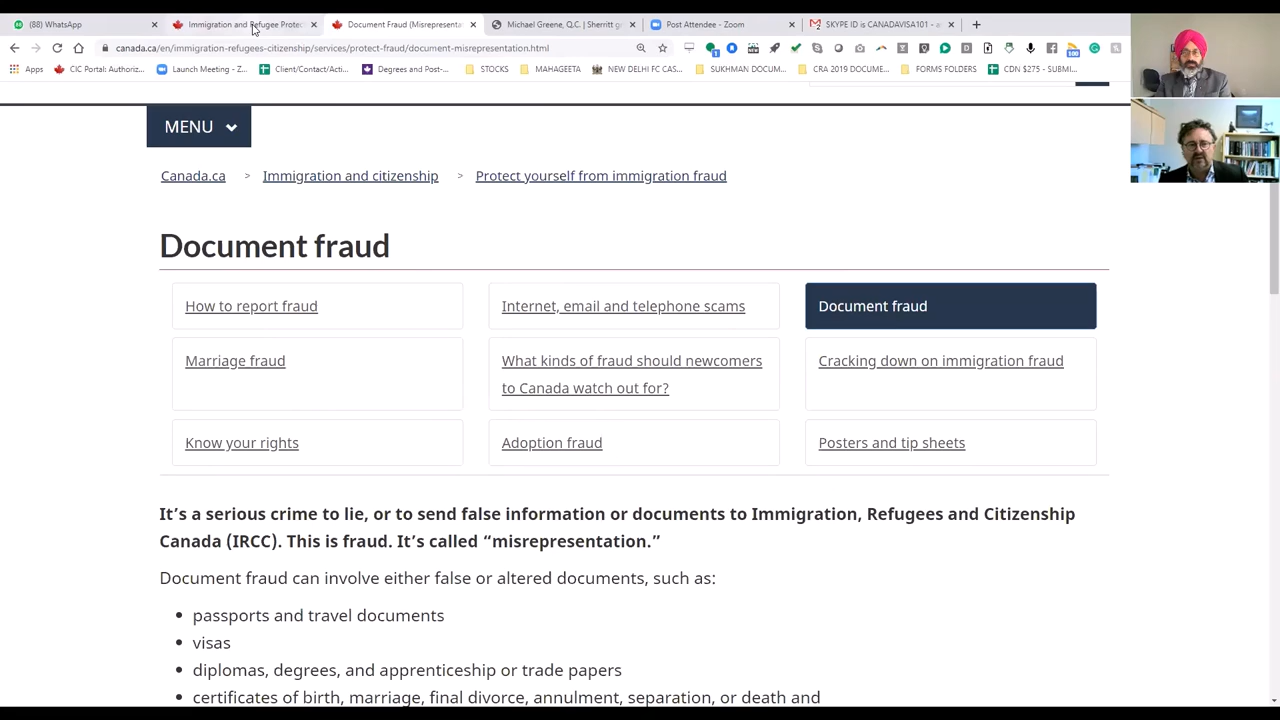 (88) WhatsApp
Immigration and Refugee Protec
Document Fraud (Misrepresenta
Michael Greene, Q.C. | Sherritt g
Post Attendee - Zoom
SKYPE ID is CANADAVISA101 - a
canada.ca/en/immigration-refugees-citizenship/services/protect-fraud/document-misrepresentation.html
Apps
CIC Portal: Authoriz...
Launch Meeting - Z...
Client/Contact/Acti...
Degrees and Post-...
STOCKS
MAHAGEETA
NEW DELHI FC CAS...
SUKHMAN DOCUM...
CRA 2019 DOCUME...
FORMS FOLDERS
CDN $275 - SUBMI...
MENU
Canada.ca > Immigration and citizenship > Protect yourself from immigration fraud
Document fraud
How to report fraud
Internet, email and telephone scams
Document fraud
Marriage fraud
What kinds of fraud should newcomers
to Canada watch out for?
Cracking down on immigration fraud
Know your rights
Adoption fraud
Posters and tip sheets
It’s a serious crime to lie, or to send false information or documents to Immigration, Refugees and Citizenship
Canada (IRCC). This is fraud. It’s called “misrepresentation.”
Document fraud can involve either false or altered documents, such as:
• passports and travel documents
• visas
• diplomas, degrees, and apprenticeship or trade papers
• certificates of birth, marriage, final divorce, annulment, separation, or death and